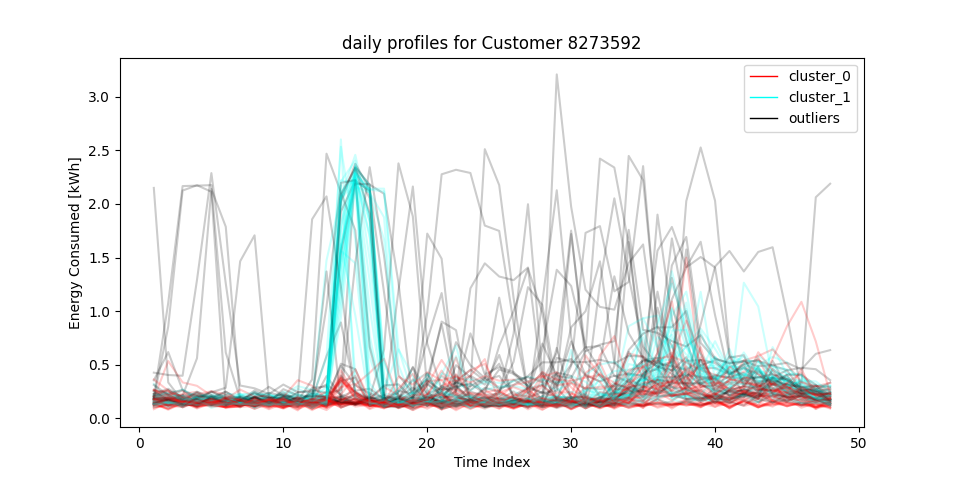 daily profiles for Customer 8273592
cluster_0
cluster_1
outliers
Energy Consumed [kWh]
3.0
2.5
2.0
1.5
1.0
0.5
0.0
0 10 20 30 40 50
Time Index